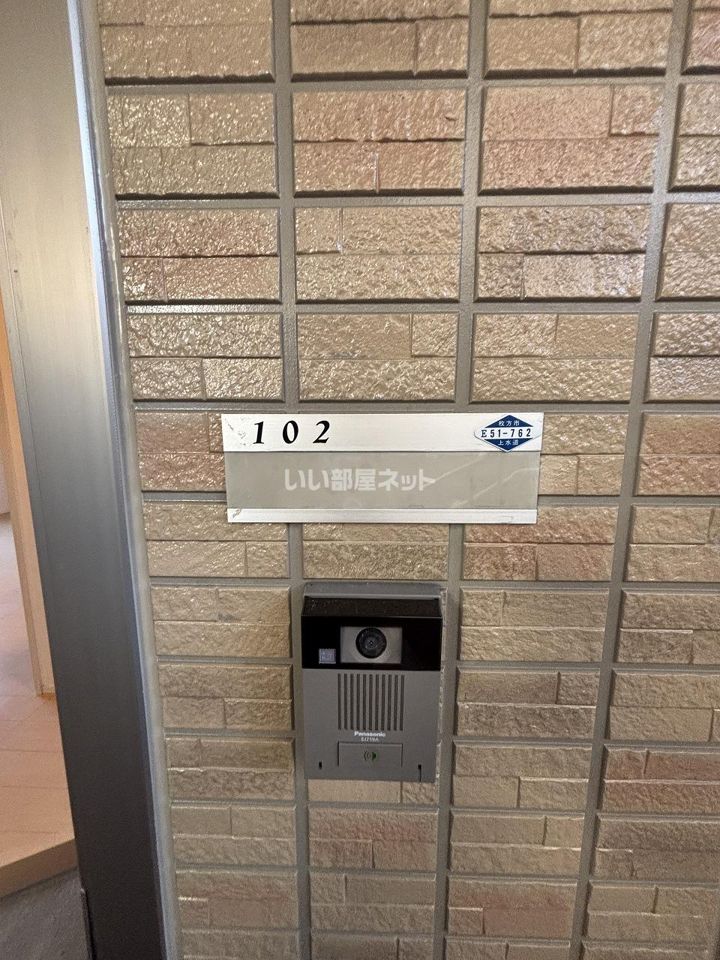 102
枚方市
E51-762
上水道
いい部屋ネット
Panasonic